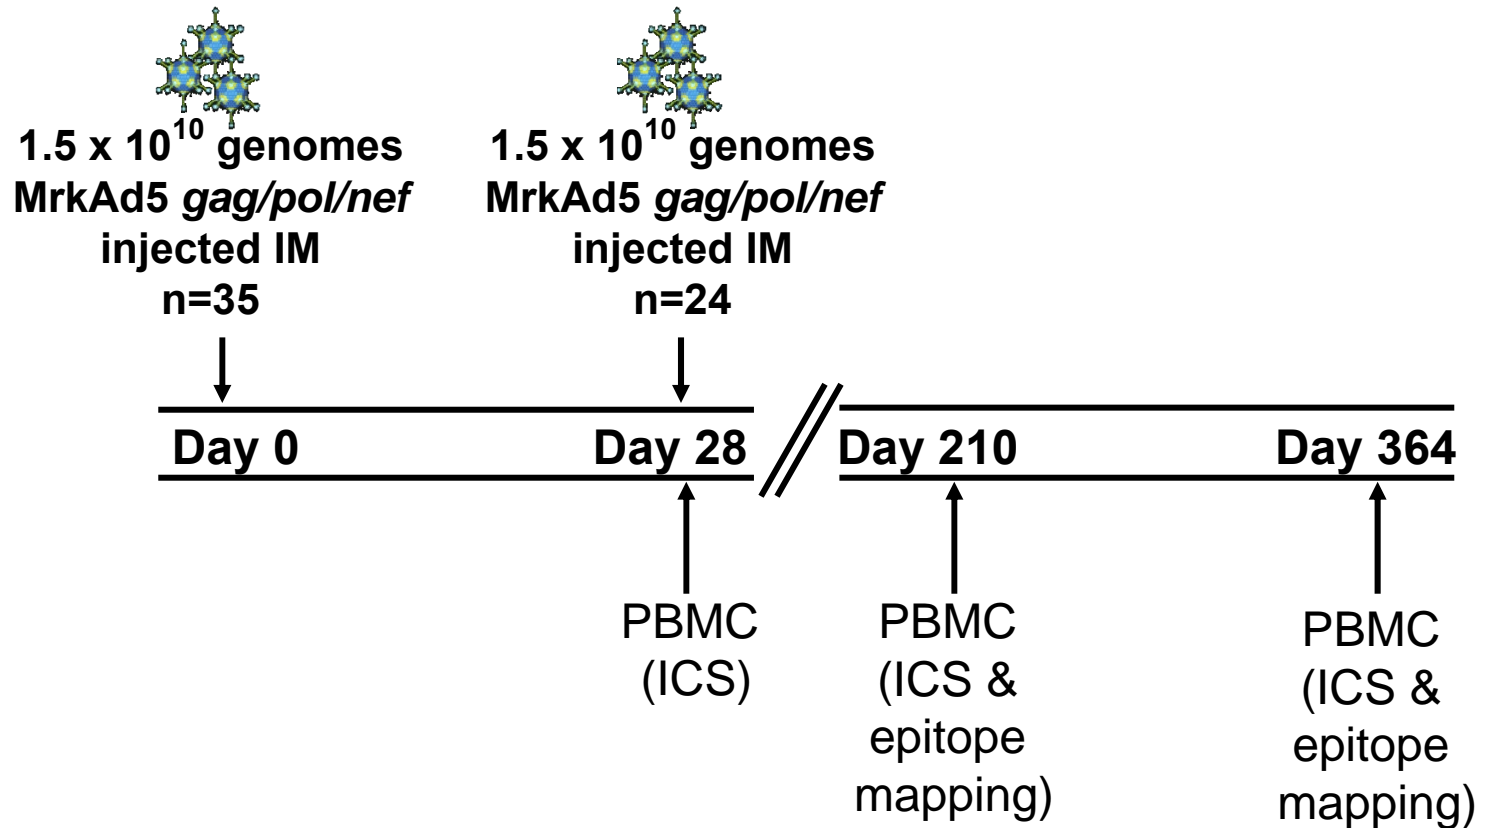 1.5 x 10^10 genomes
MrkAd5 gag/pol/nef
injected IM
n=35
1.5 x 10^10 genomes
MrkAd5 gag/pol/nef
injected IM
n=24
Day 0
Day 28
Day 210
Day 364
PBMC
(ICS)
PBMC
(ICS &
epitope
mapping)
PBMC
(ICS &
epitope
mapping)